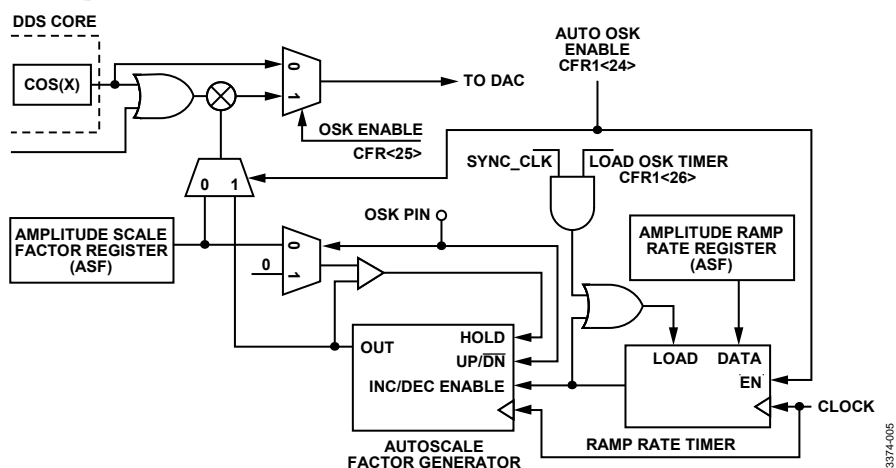 DDS CORE
COS(X)
0
1
TO DAC
AUTO OSK
ENABLE
CFR1<24>
OSK ENABLE
CFR<25>
SYNC_CLK
LOAD OSK TIMER
CFR1<26>
0 1
OSK PIN
AMPLITUDE SCALE
FACTOR REGISTER
(ASF)
0
1
0
AMPLITUDE RAMP
RATE REGISTER
(ASF)
HOLD
OUT
UP/DN
INC/DEC ENABLE
LOAD DATA
EN
CLOCK
RAMP RATE TIMER
AUTOSCALE
FACTOR GENERATOR
3374-005